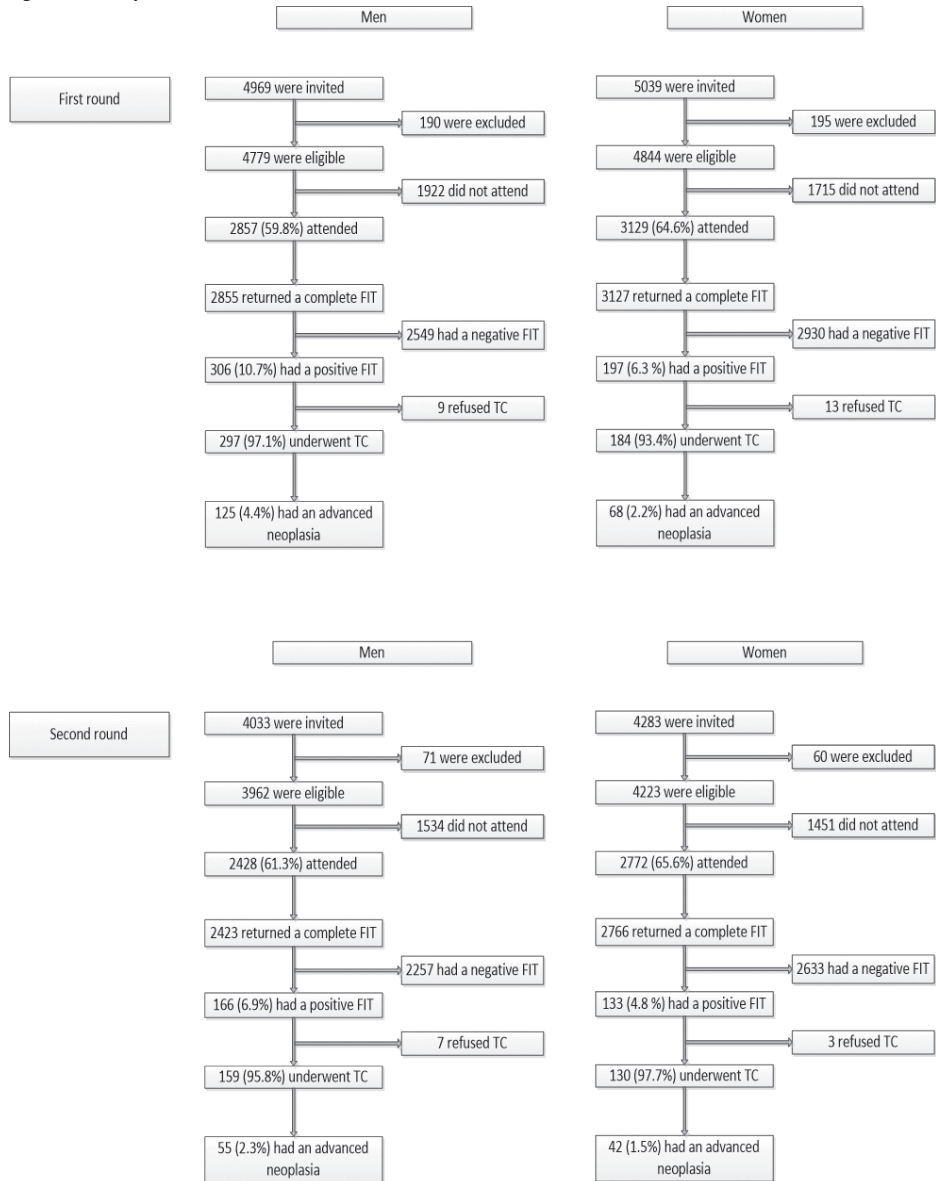 Men
Women
First round
4969 were invited
190 were excluded
4779 were eligible
1922 did not attend
2857 (59.8%) attended
2855 returned a complete FIT
2549 had a negative FIT
306 (10.7%) had a positive FIT
9 refused TC
297 (97.1%) underwent TC
125 (4.4%) had an advanced
neoplasia
5039 were invited
195 were excluded
4844 were eligible
1715 did not attend
3129 (64.6%) attended
3127 returned a complete FIT
2930 had a negative FIT
197 (6.3 %) had a positive FIT
13 refused TC
184 (93.4%) underwent TC
68 (2.2%) had an advanced
neoplasia
Men
Women
Second round
4033 were invited
71 were excluded
3962 were eligible
1534 did not attend
2428 (61.3%) attended
2423 returned a complete FIT
2257 had a negative FIT
166 (6.9%) had a positive FIT
7 refused TC
159 (95.8%) underwent TC
55 (2.3%) had an advanced
neoplasia
4283 were invited
60 were excluded
4223 were eligible
1451 did not attend
2772 (65.6%) attended
2766 returned a complete FIT
2633 had a negative FIT
133 (4.8 %) had a positive FIT
3 refused TC
130 (97.7%) underwent TC
42 (1.5%) had an advanced
neoplasia